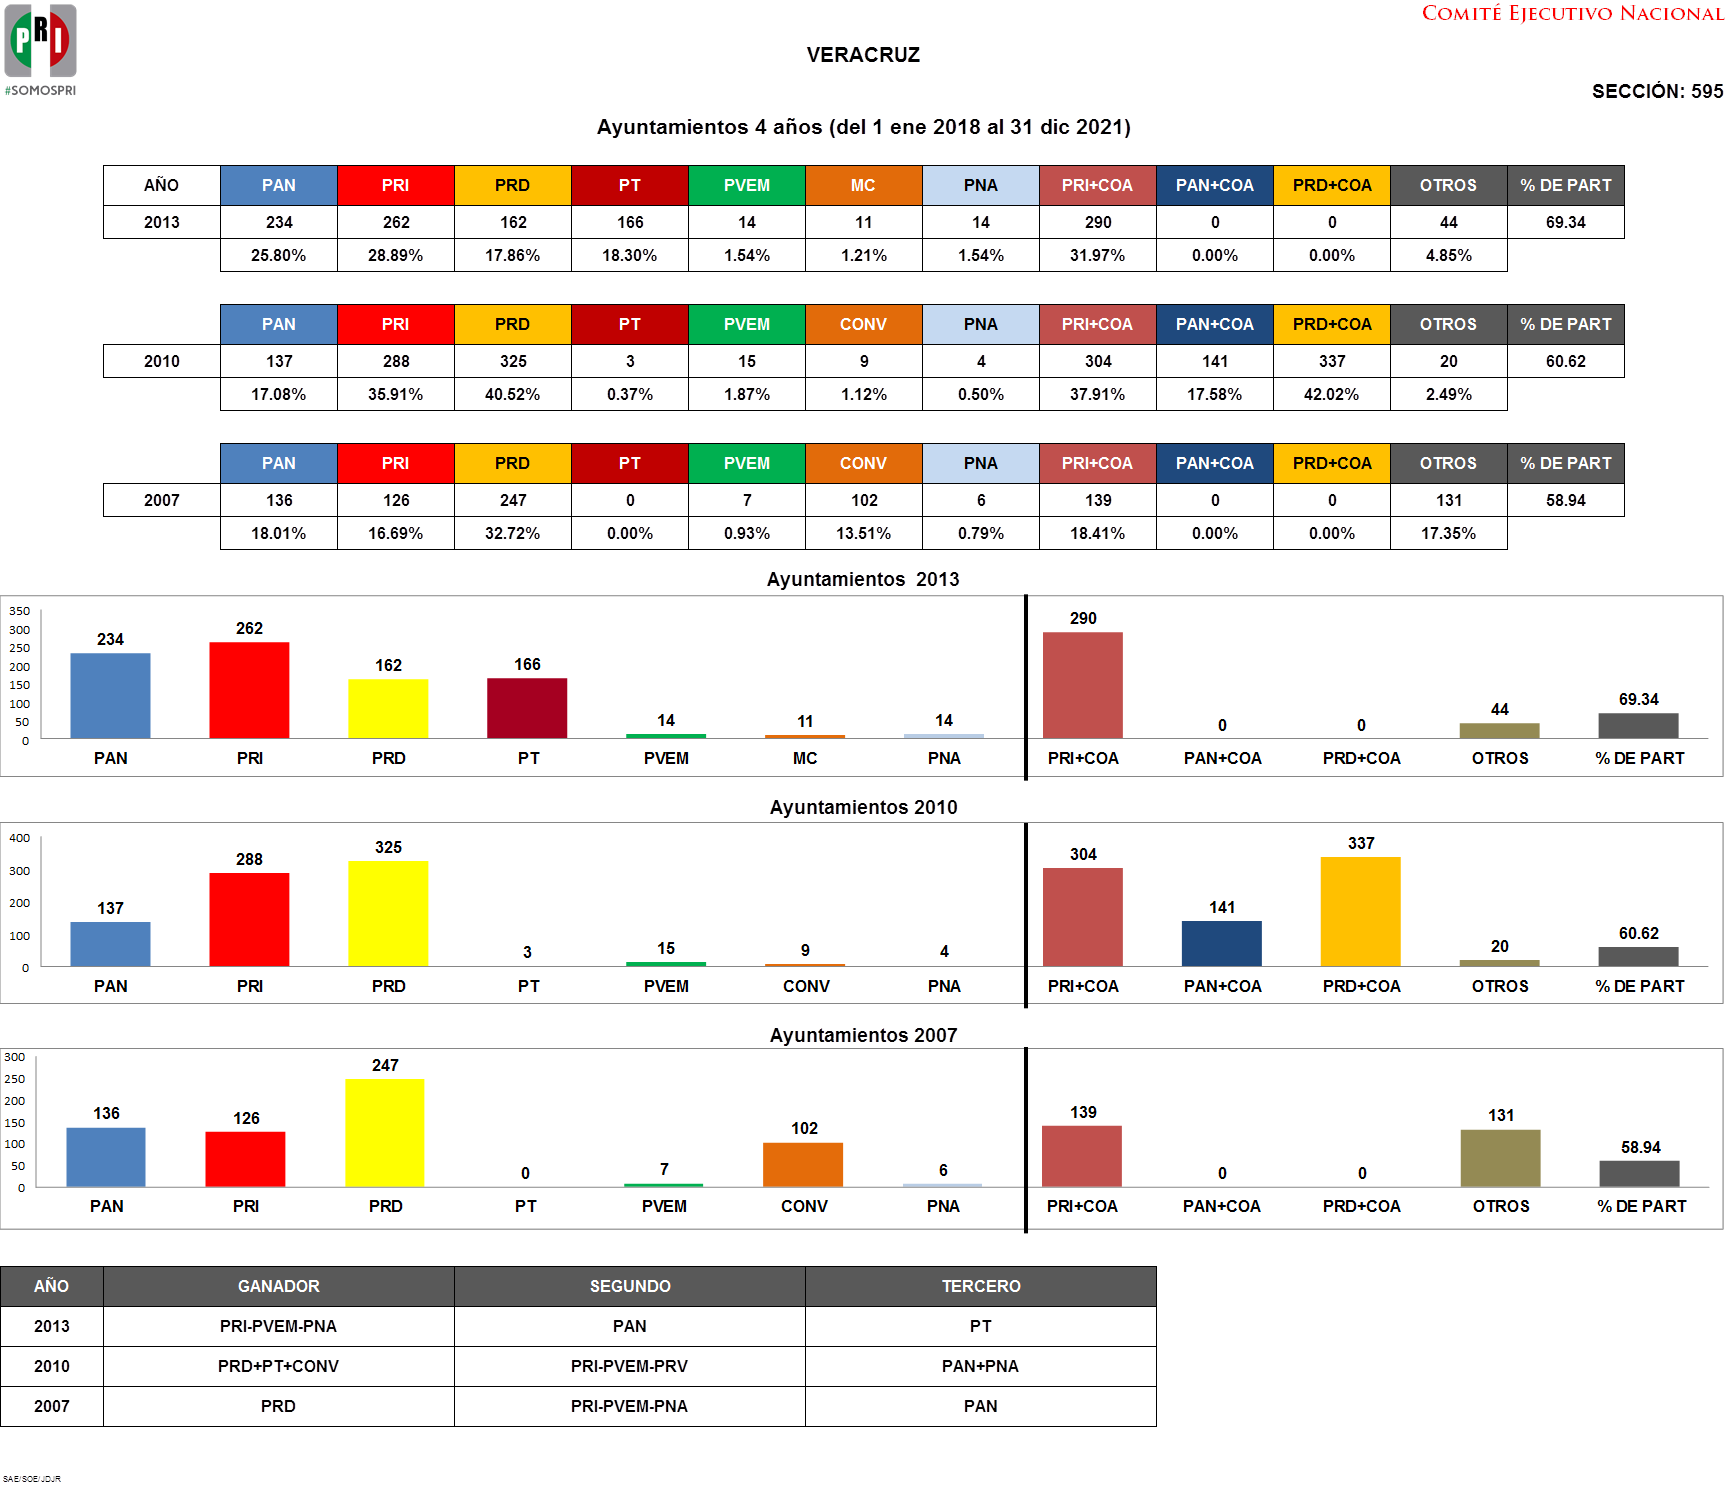 PRI
#SOMOSPRI
COMITÉ EJECUTIVO NACIONAL
VERACRUZ
SECCIÓN: 595
Ayuntamientos 4 años (del 1 ene 2018 al 31 dic 2021)
AÑO PAN PRI PRD PT PVEM MC PNA PRI+COA PAN+COA PRD+COA OTROS % DE PART
2013 234 262 162 166 14 11 14 290 0 0 44 69.34
25.80% 28.89% 17.86% 18.30% 1.54% 1.21% 1.54% 31.97% 0.00% 0.00% 4.85%
PAN PRI PRD PT PVEM CONV PNA PRI+COA PAN+COA PRD+COA OTROS % DE PART
2010 137 288 325 3 15 9 4 304 141 337 20 60.62
17.08% 35.91% 40.52% 0.37% 1.87% 1.12% 0.50% 37.91% 17.58% 42.02% 2.49%
PAN PRI PRD PT PVEM CONV PNA PRI+COA PAN+COA PRD+COA OTROS % DE PART
2007 136 126 247 0 7 102 6 139 0 0 131 58.94
18.01% 16.69% 32.72% 0.00% 0.93% 13.51% 0.79% 18.41% 0.00% 0.00% 17.35%
Ayuntamientos 2013
350
300
250
200
150
100
50
0
234 262 162 166 14 11 14 290 0 0 44 69.34
PAN PRI PRD PT PVEM MC PNA PRI+COA PAN+COA PRD+COA OTROS % DE PART
Ayuntamientos 2010
400
300
200
100
0
137 288 325 3 15 9 4 304 141 337 20 60.62
PAN PRI PRD PT PVEM CONV PNA PRI+COA PAN+COA PRD+COA OTROS % DE PART
Ayuntamientos 2007
300
250
200
150
100
50
0
136 126 247 0 7 102 6 139 0 0 131 58.94
PAN PRI PRD PT PVEM CONV PNA PRI+COA PAN+COA PRD+COA OTROS % DE PART
AÑO GANADOR SEGUNDO TERCERO
2013 PRI-PVEM-PNA PAN PT
2010 PRD+PT+CONV PRI-PVEM-PRV PAN+PNA
2007 PRD PRI-PVEM-PNA PAN
SAE/SOE/JDJR